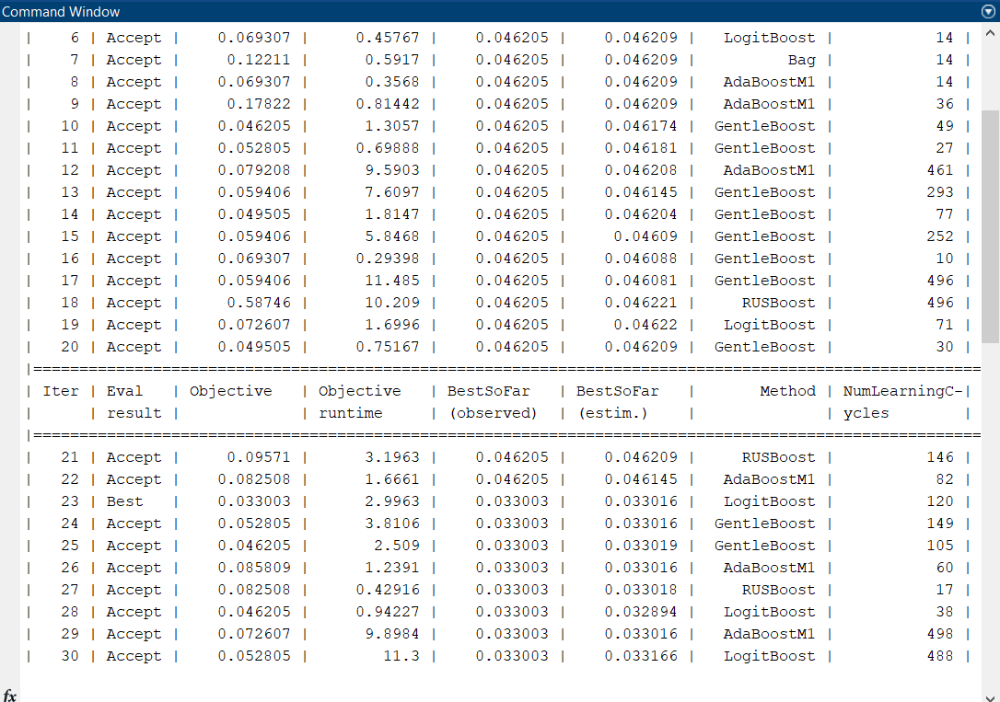 Command Window
| 6 | Accept | 0.069307 | 0.45767 | 0.046205 | 0.046209 | LogitBoost | 14 |
| 7 | Accept | 0.12211 | 0.5917 | 0.046205 | 0.046209 | Bag | 14 |
| 8 | Accept | 0.069307 | 0.3568 | 0.046205 | 0.046209 | AdaBoostM1 | 14 |
| 9 | Accept | 0.17822 | 0.81442 | 0.046205 | 0.046209 | AdaBoostM1 | 36 |
| 10 | Accept | 0.046205 | 1.3057 | 0.046205 | 0.046174 | GentleBoost | 49 |
| 11 | Accept | 0.052805 | 0.69888 | 0.046205 | 0.046181 | GentleBoost | 27 |
| 12 | Accept | 0.079208 | 9.5903 | 0.046205 | 0.046208 | AdaBoostM1 | 461 |
| 13 | Accept | 0.059406 | 7.6097 | 0.046205 | 0.046145 | GentleBoost | 293 |
| 14 | Accept | 0.049505 | 1.8147 | 0.046205 | 0.046204 | GentleBoost | 77 |
| 15 | Accept | 0.059406 | 5.8468 | 0.046205 | 0.04609 | GentleBoost | 252 |
| 16 | Accept | 0.069307 | 0.29398 | 0.046205 | 0.046088 | GentleBoost | 10 |
| 17 | Accept | 0.059406 | 11.485 | 0.046205 | 0.046081 | GentleBoost | 496 |
| 18 | Accept | 0.58746 | 10.209 | 0.046205 | 0.046221 | RUSBoost | 496 |
| 19 | Accept | 0.072607 | 1.6996 | 0.046205 | 0.04622 | LogitBoost | 71 |
| 20 | Accept | 0.049505 | 0.75167 | 0.046205 | 0.046209 | GentleBoost | 30 |
|=======================================================================================================
| Iter | Eval | Objective | Objective | BestSoFar | BestSoFar | Method | NumLearningC-|
| | result | | runtime | (observed) | (estim.) | | ycles |
|=======================================================================================================
| 21 | Accept | 0.09571 | 3.1963 | 0.046205 | 0.046209 | RUSBoost | 146 |
| 22 | Accept | 0.082508 | 1.6661 | 0.046205 | 0.046145 | AdaBoostM1 | 82 |
| 23 | Best | 0.033003 | 2.9963 | 0.033003 | 0.033016 | LogitBoost | 120 |
| 24 | Accept | 0.052805 | 3.8106 | 0.033003 | 0.033016 | GentleBoost | 149 |
| 25 | Accept | 0.046205 | 2.509 | 0.033003 | 0.033019 | GentleBoost | 105 |
| 26 | Accept | 0.085809 | 1.2391 | 0.033003 | 0.033016 | AdaBoostM1 | 60 |
| 27 | Accept | 0.082508 | 0.42916 | 0.033003 | 0.033018 | RUSBoost | 17 |
| 28 | Accept | 0.046205 | 0.94227 | 0.033003 | 0.032894 | LogitBoost | 38 |
| 29 | Accept | 0.072607 | 9.8984 | 0.033003 | 0.033016 | AdaBoostM1 | 498 |
| 30 | Accept | 0.052805 | 11.3 | 0.033003 | 0.033166 | LogitBoost | 488 |
fx